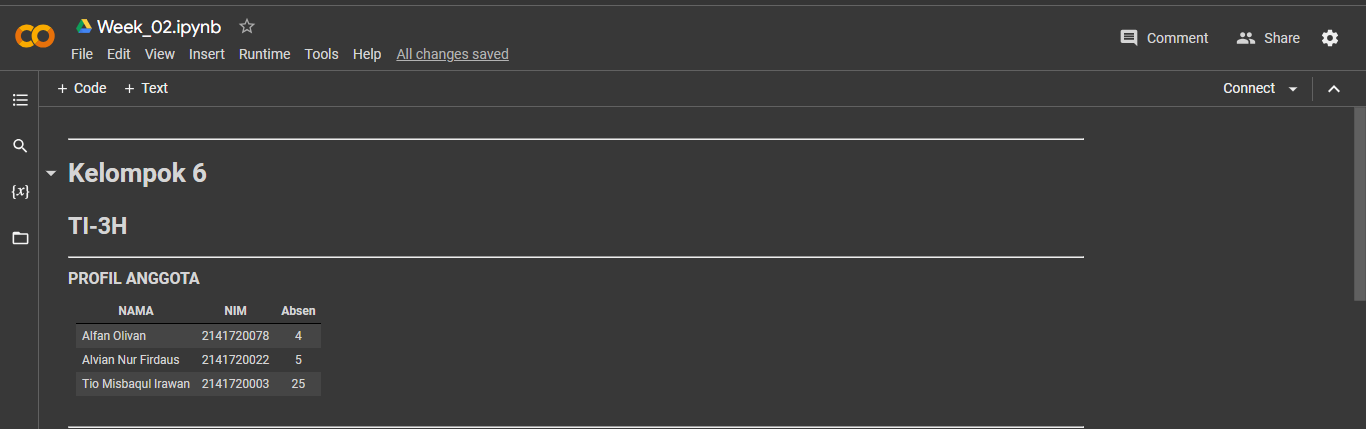 Week_02.ipynb
Comment
Share
File Edit View Insert Runtime Tools Help All changes saved
+ Code + Text
Connect
Kelompok 6
{x}
TI-3H
PROFIL ANGGOTA
NAMA NIM Absen
Alfan Olivan 2141720078 4
Alvian Nur Firdaus 2141720022 5
Tio Misbaqul Irawan 2141720003 25